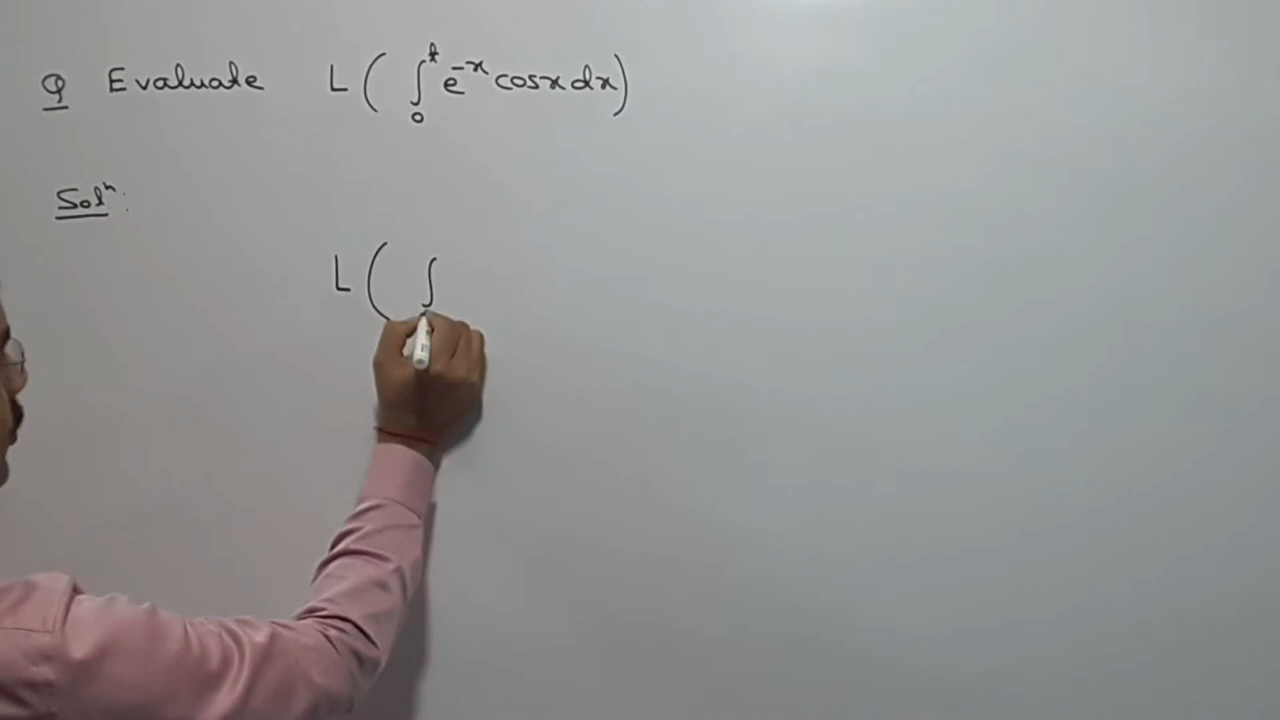 Q Evaluate L ( ∫₀ᵗ e⁻ˣ cosx dx )
Solⁿ:
L ( ∫